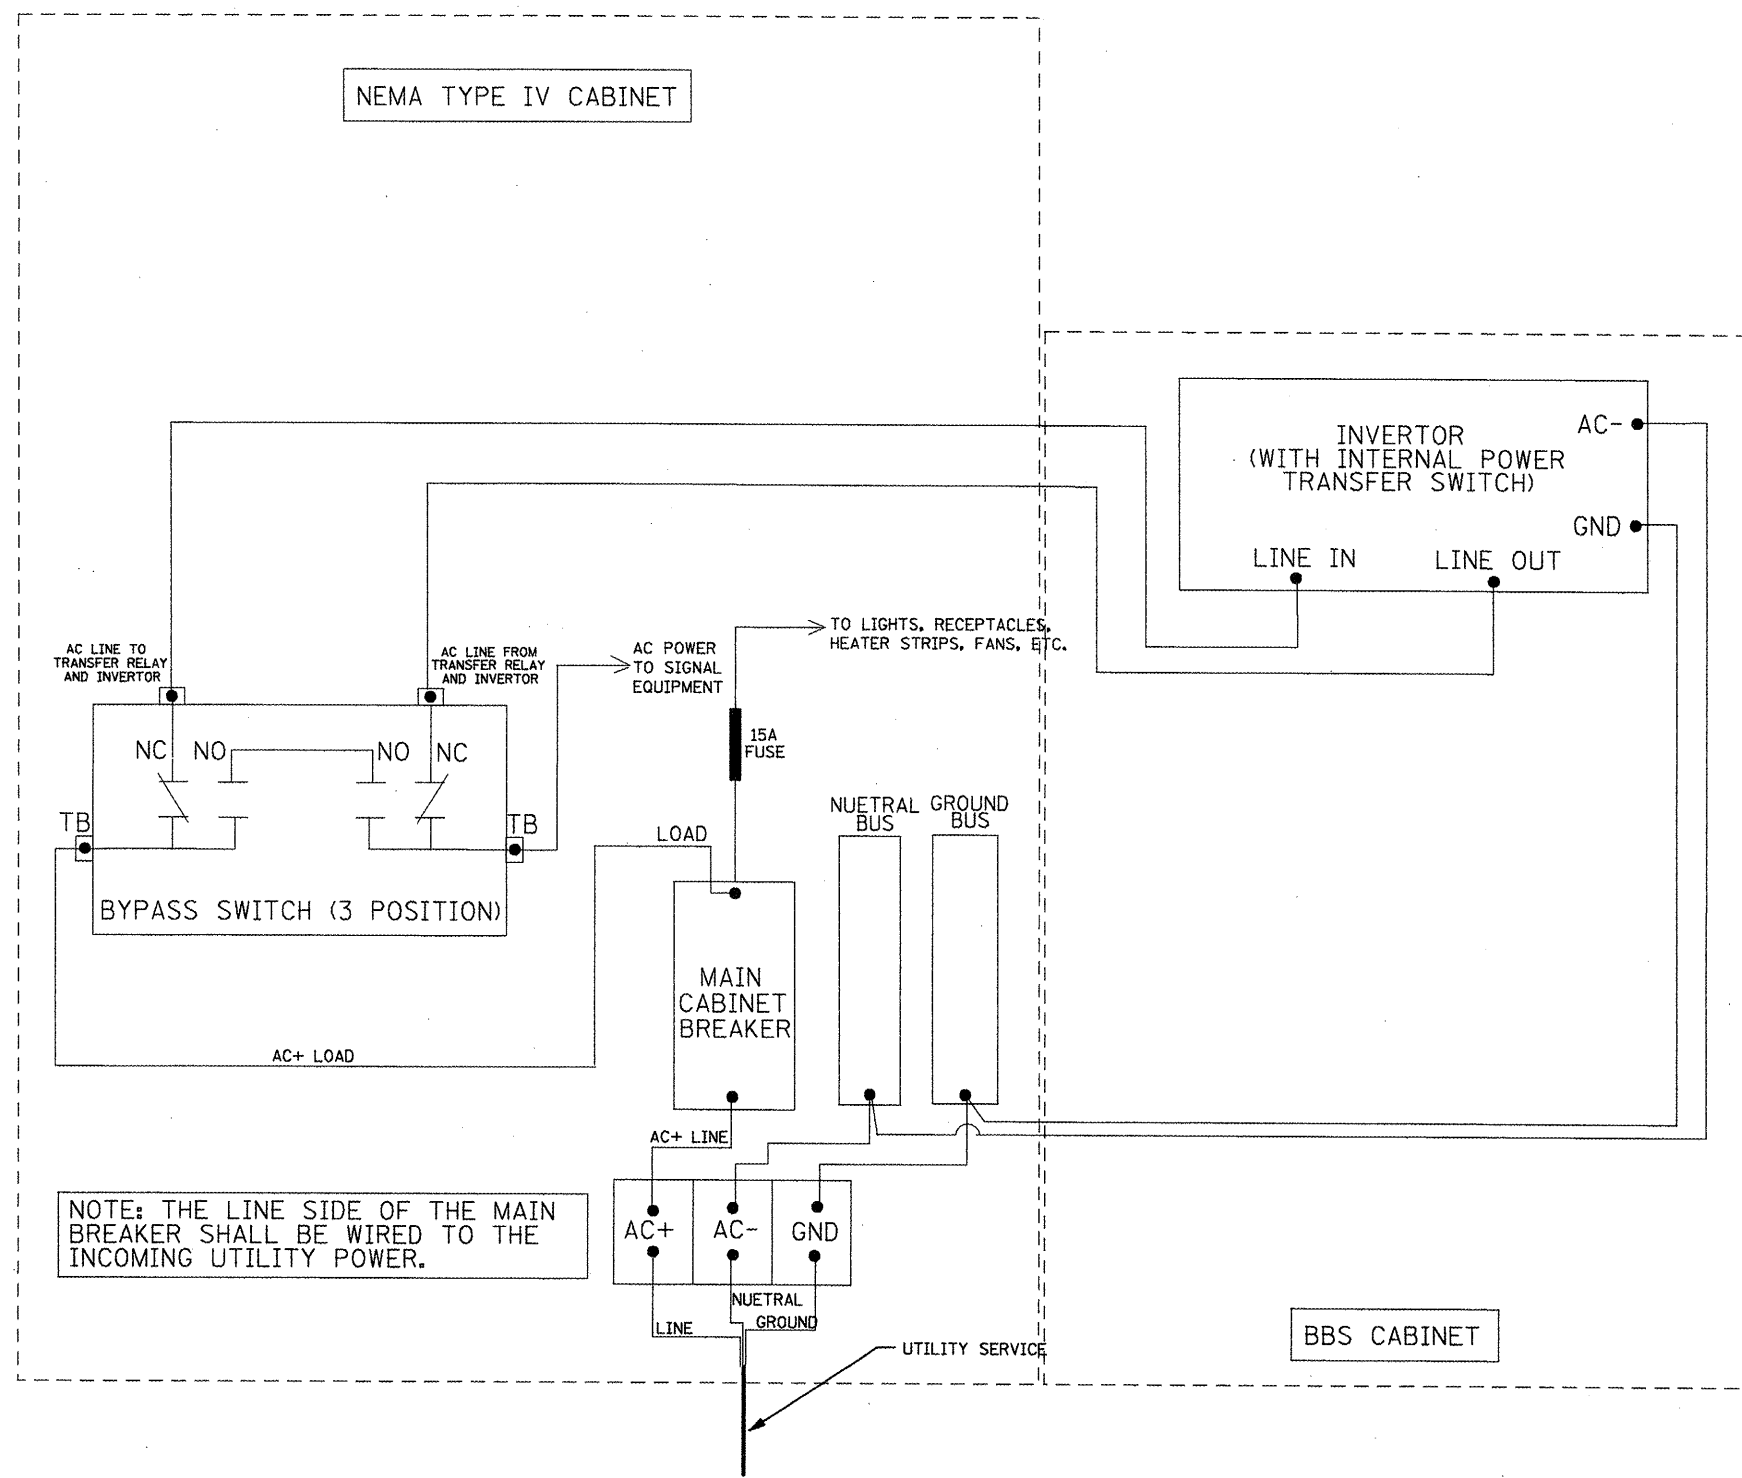 NEMA TYPE IV CABINET
INVERTOR
(WITH INTERNAL POWER
TRANSFER SWITCH)
AC-
GND
LINE IN
LINE OUT
TO LIGHTS, RECEPTACLES,
HEATER STRIPS, FANS, ETC.
AC LINE TO
TRANSFER RELAY
AND INVERTOR
AC LINE FROM
TRANSFER RELAY
AND INVERTOR
AC POWER
TO SIGNAL
EQUIPMENT
15A
FUSE
NC
NO
NO
NC
TB
TB
BYPASS SWITCH (3 POSITION)
LOAD
NUETRAL
BUS
GROUND
BUS
MAIN
CABINET
BREAKER
AC+ LOAD
AC+ LINE
NOTE: THE LINE SIDE OF THE MAIN
BREAKER SHALL BE WIRED TO THE
INCOMING UTILITY POWER.
AC+
AC-
GND
NUETRAL
GROUND
LINE
UTILITY SERVICE
BBS CABINET